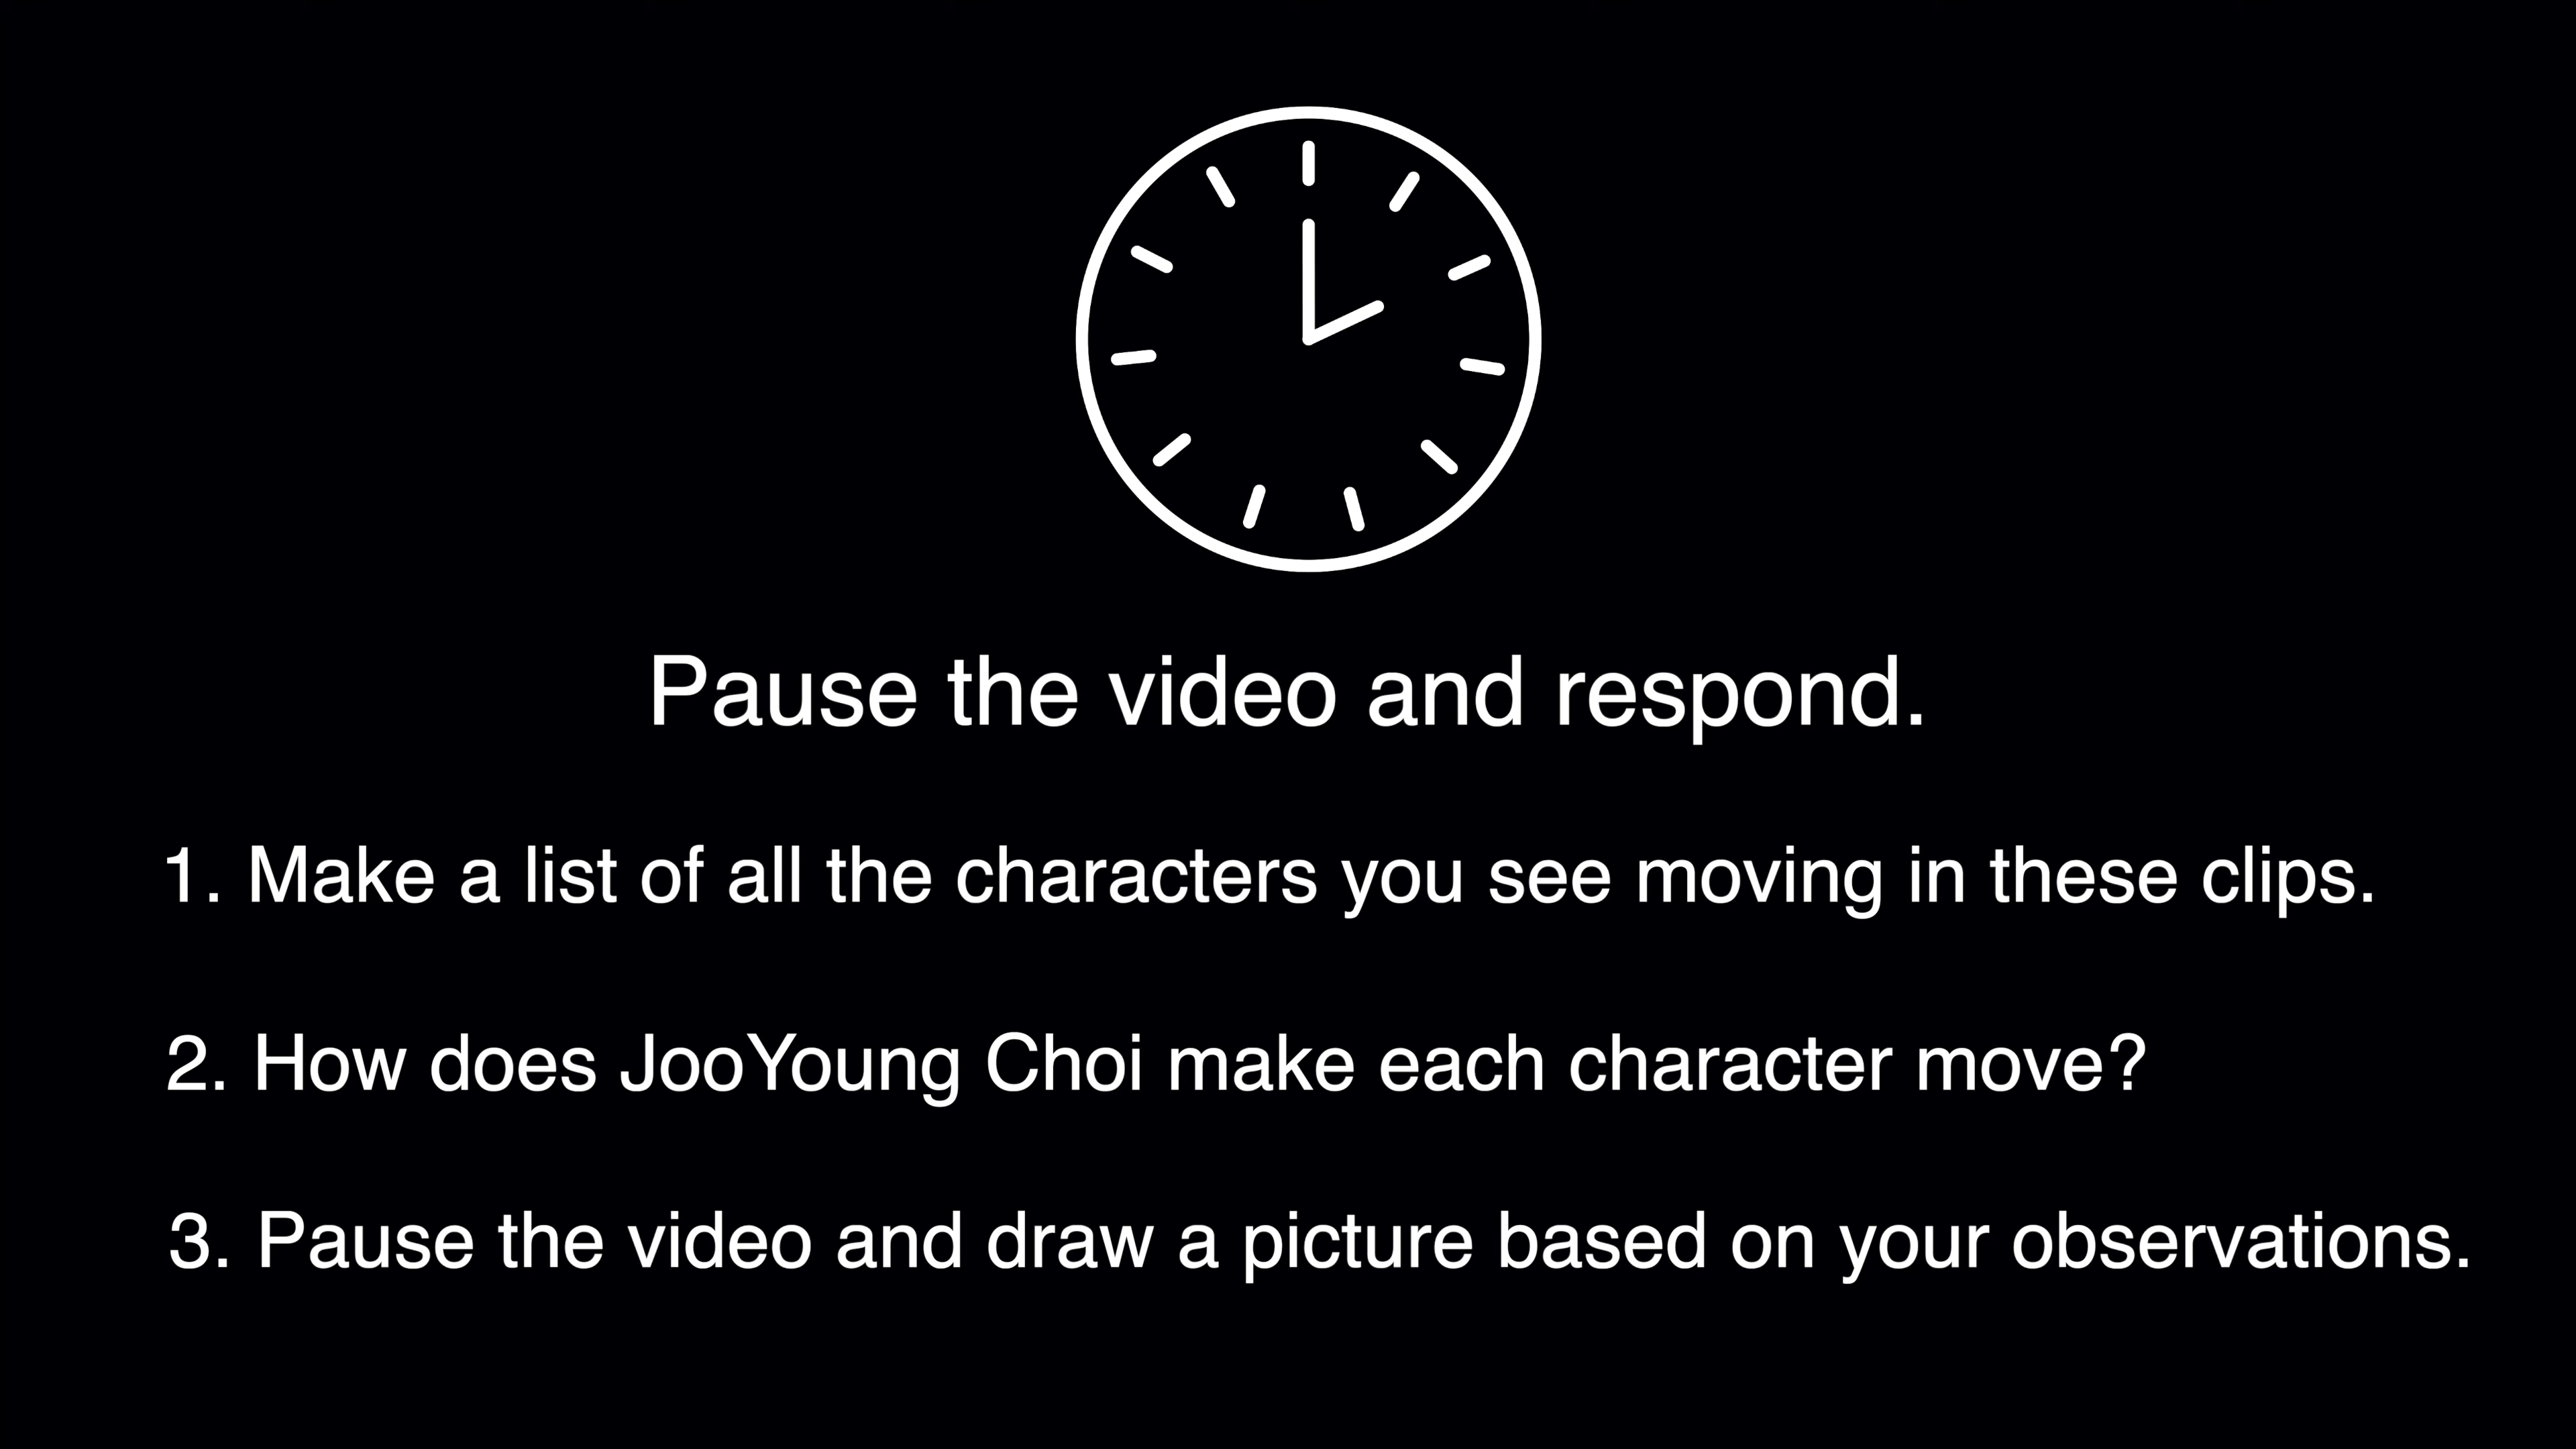 Pause the video and respond.
1. Make a list of all the characters you see moving in these clips.
2. How does JooYoung Choi make each character move?
3. Pause the video and draw a picture based on your observations.